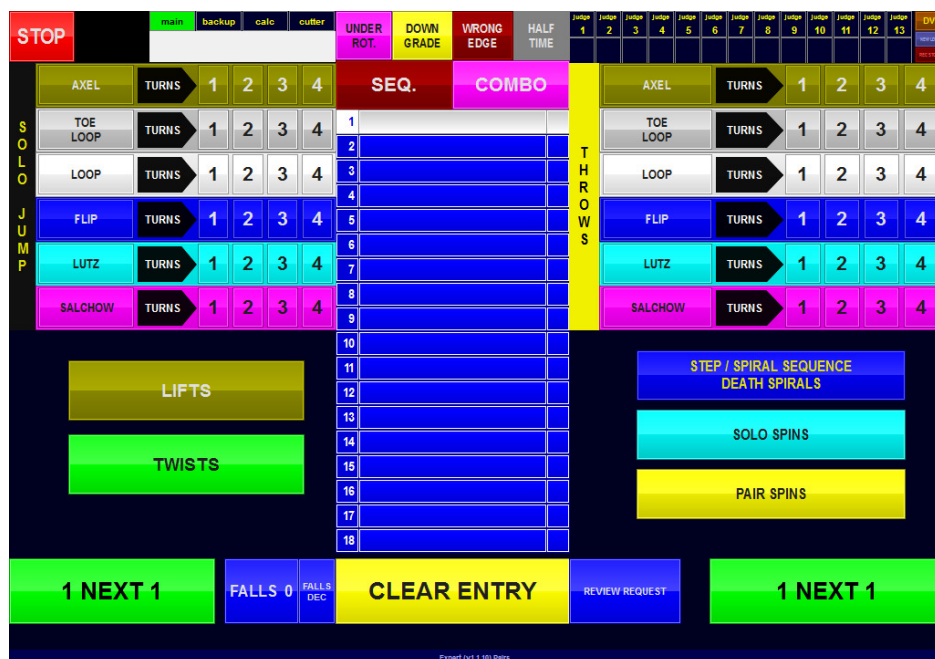 STOP
main backup calc cutter
UNDER ROT.
DOWN GRADE
WRONG EDGE
HALF TIME
Judge 1 Judge 2 Judge 3 Judge 4 Judge 5 Judge 6 Judge 7 Judge 8 Judge 9 Judge 10 Judge 11 Judge 12 Judge 13
SOLO JUMP
AXEL TURNS 1 2 3 4
TOE LOOP TURNS 1 2 3 4
LOOP TURNS 1 2 3 4
FLIP TURNS 1 2 3 4
LUTZ TURNS 1 2 3 4
SALCHOW TURNS 1 2 3 4
SEQ. COMBO
1
2
3
4
5
6
7
8
9
10
11
12
13
14
15
16
17
18
THROWS
AXEL TURNS 1 2 3 4
TOE LOOP TURNS 1 2 3 4
LOOP TURNS 1 2 3 4
FLIP TURNS 1 2 3 4
LUTZ TURNS 1 2 3 4
SALCHOW TURNS 1 2 3 4
LIFTS
TWISTS
STEP / SPIRAL SEQUENCE
DEATH SPIRALS
SOLO SPINS
PAIR SPINS
1 NEXT 1
FALLS 0
FALLS DEC
CLEAR ENTRY
REVIEW REQUEST
1 NEXT 1
Expert (v1.1.10) Pairs